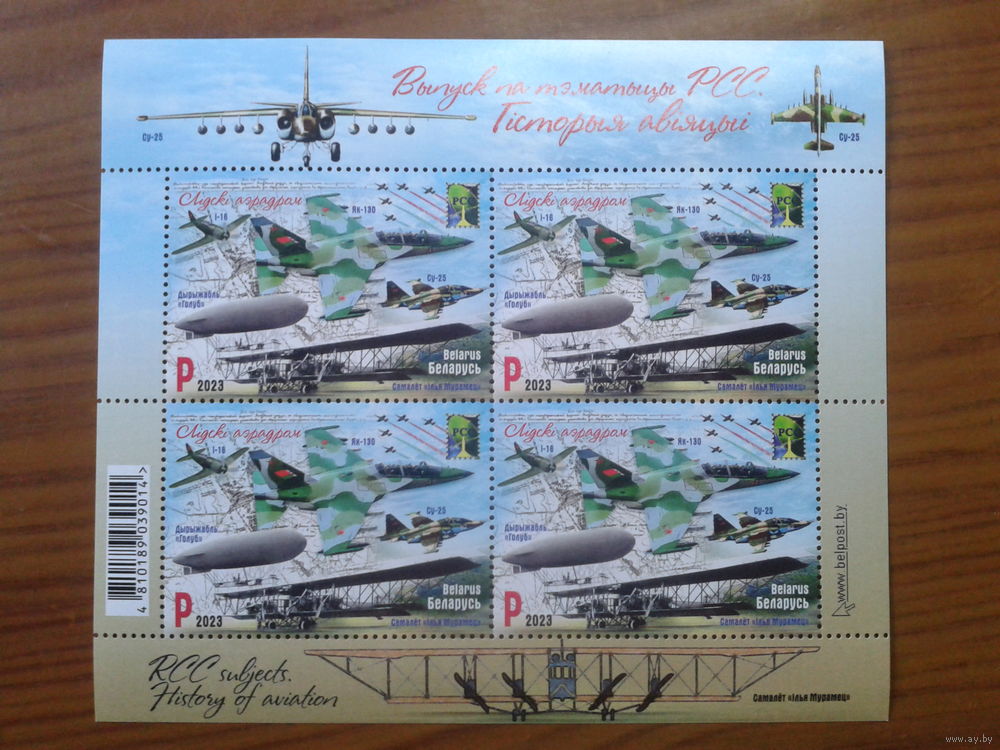 Выпуск па тэматыцы РСС.
Гісторыя авіяцыі
Су-25
Су-25
Лідскі аэрадром
І-16
Як-130
РСС
Су-25
Дырыжабль
«Голуб»
Belarus
Беларусь
P 2023
Самалёт «Ілья Мурамец»
Лідскі аэрадром
І-16
Як-130
РСС
Су-25
Дырыжабль
«Голуб»
Belarus
Беларусь
P 2023
Самалёт «Ілья Мурамец»
Лідскі аэрадром
І-16
Як-130
РСС
Су-25
Дырыжабль
«Голуб»
Belarus
Беларусь
P 2023
Самалёт «Ілья Мурамец»
Лідскі аэрадром
І-16
Як-130
РСС
Су-25
Дырыжабль
«Голуб»
Belarus
Беларусь
P 2023
Самалёт «Ілья Мурамец»
4 810189 039014 >
www.belpost.by
RCC subjects.
History of aviation
Самалёт «Ілья Мурамец»
www.ay.by